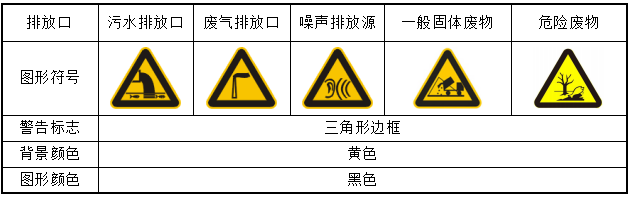 排放口 污水排放口 废气排放口 噪声排放源 一般固体废物 危险废物
图形符号
警告标志 三角形边框
背景颜色 黄色
图形颜色 黑色